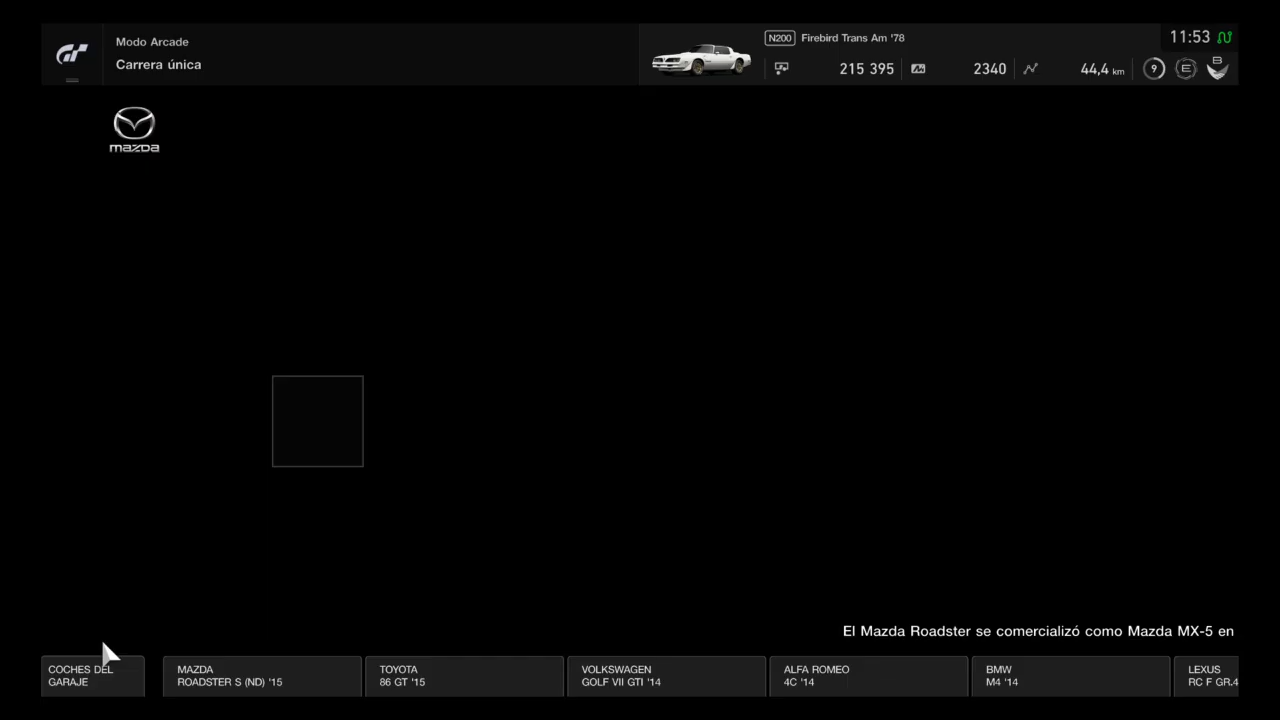 Modo Arcade
Carrera única
N200 Firebird Trans Am '78
11:53
215 395
2340
44,4 km
9
E
B
mazda
El Mazda Roadster se comercializó como Mazda MX-5 en
COCHES DEL
GARAJE
MAZDA
ROADSTER S (ND) '15
TOYOTA
86 GT '15
VOLKSWAGEN
GOLF VII GTI '14
ALFA ROMEO
4C '14
BMW
M4 '14
LEXUS
RC F GR.4